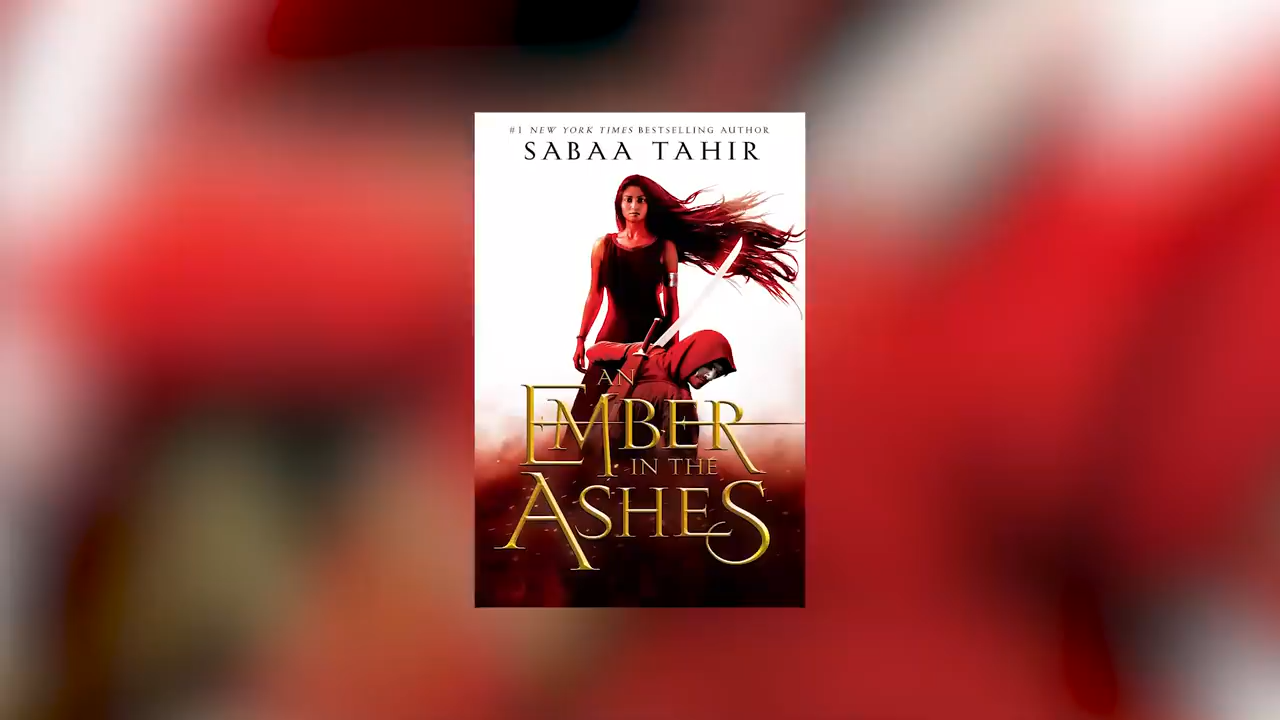 #1 NEW YORK TIMES BESTSELLING AUTHOR
SABAA TAHIR
AN
EMBER
IN THE
ASHES